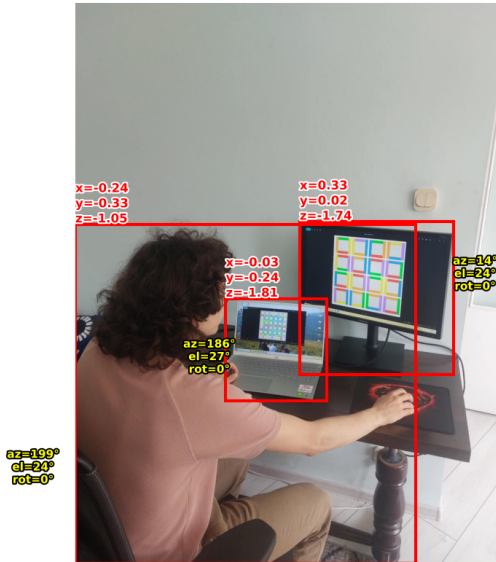 x=-0.24
y=-0.33
z=-1.05
x=0.33
y=0.02
z=-1.74
x=-0.03
y=-0.24
z=-1.81
az=14°
el=24°
rot=0°
az=186°
el=27°
rot=0°
az=199°
el=24°
rot=0°